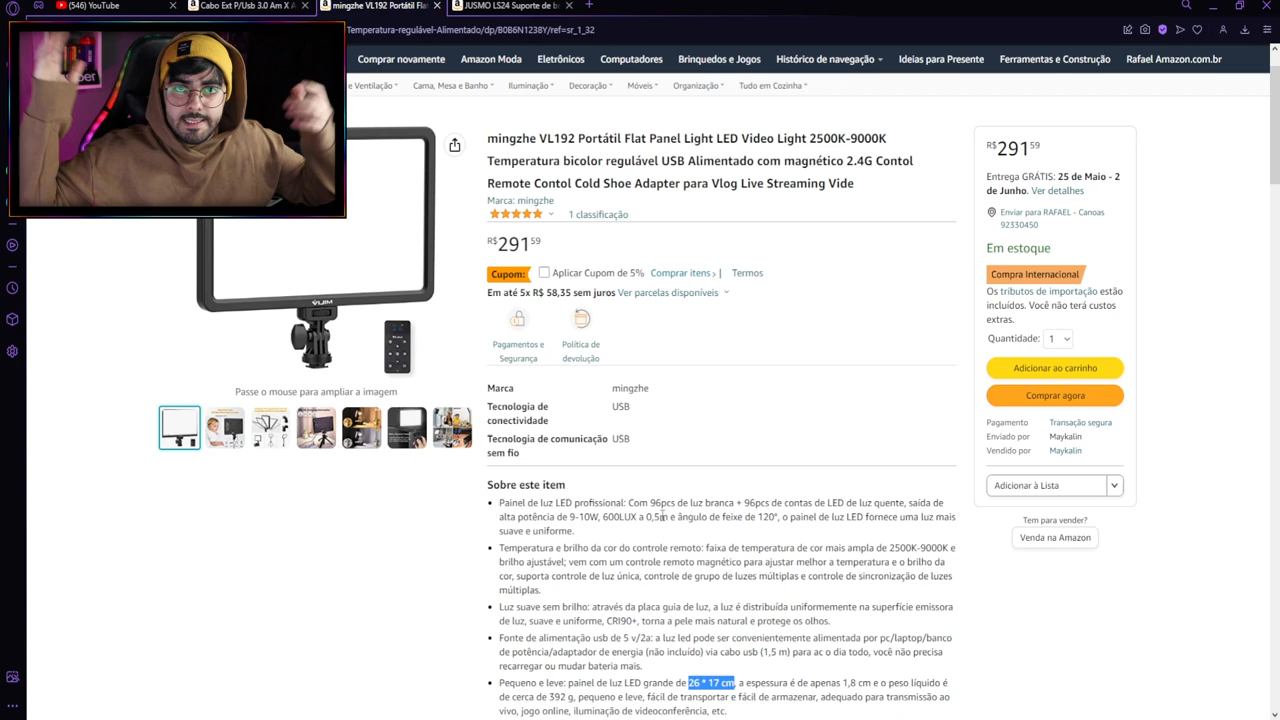 (546) YouTube
Cabo Ext P/Usb 3.0 Am X A
mingzhe VL192 Portátil Flat
JUSMO LS24 Suporte de b
Temperatura-regulável-Alimentado/dp/B0B6N1238Y/ref=sr_1_32
Comprar novamente
Amazon Moda
Eletrônicos
Computadores
Brinquedos e Jogos
Histórico de navegação
Ideias para Presente
Ferramentas e Construção
Rafael Amazon.com.br
e Ventilação
Cama, Mesa e Banho
Iluminação
Decoração
Móveis
Organização
Tudo em Cozinha
VIJIM
Passe o mouse para ampliar a imagem
mingzhe VL192 Portátil Flat Panel Light LED Video Light 2500K-9000K
Temperatura bicolor regulável USB Alimentado com magnético 2.4G Contol
Remote Contol Cold Shoe Adapter para Vlog Live Streaming Vide
Marca: mingzhe
1 classificação
R$ 291 59
Cupom:
Aplicar Cupom de 5%
Comprar itens › |
Termos
Em até 5x R$ 58,35 sem juros Ver parcelas disponíveis
Pagamentos e
Segurança
Política de
devolução
Marca
mingzhe
Tecnologia de
conectividade
USB
Tecnologia de comunicação
sem fio
USB
Sobre este item
• Painel de luz LED profissional: Com 96pcs de luz branca + 96pcs de contas de LED de luz quente, saída de
alta potência de 9-10W, 600LUX a 0,5m e ângulo de feixe de 120°, o painel de luz LED fornece uma luz mais
suave e uniforme.
• Temperatura e brilho da cor do controle remoto: faixa de temperatura de cor mais ampla de 2500K-9000K e
brilho ajustável; vem com um controle remoto magnético para ajustar melhor a temperatura e o brilho da
cor, suporta controle de luz única, controle de grupo de luzes múltiplas e controle de sincronização de luzes
múltiplas.
• Luz suave sem brilho: através da placa guia de luz, a luz é distribuída uniformemente na superfície emissora
de luz, suave e uniforme, CRI90+, torna a pele mais natural e protege os olhos.
• Fonte de alimentação usb de 5 v/2a: a luz led pode ser convenientemente alimentada por pc/laptop/banco
de potência/adaptador de energia (não incluído) via cabo usb (1,5 m) para ac o dia todo, você não precisa
recarregar ou mudar bateria mais.
• Pequeno e leve: painel de luz LED grande de 26 * 17 cm, a espessura é de apenas 1,8 cm e o peso líquido é
de cerca de 392 g, pequeno e leve, fácil de transportar e fácil de armazenar, adequado para transmissão ao
vivo, jogo online, iluminação de videoconferência, etc.
R$ 291 59
Entrega GRÁTIS: 25 de Maio - 2
de Junho. Ver detalhes
Enviar para RAFAEL - Canoas
92330450
Em estoque
Compra Internacional
Os tributos de importação estão
incluídos. Você não terá custos
extras.
Quantidade: 1
Adicionar ao carrinho
Comprar agora
Pagamento
Transação segura
Enviado por
Maykalin
Vendido por
Maykalin
Adicionar à Lista
Tem para vender?
Venda na Amazon